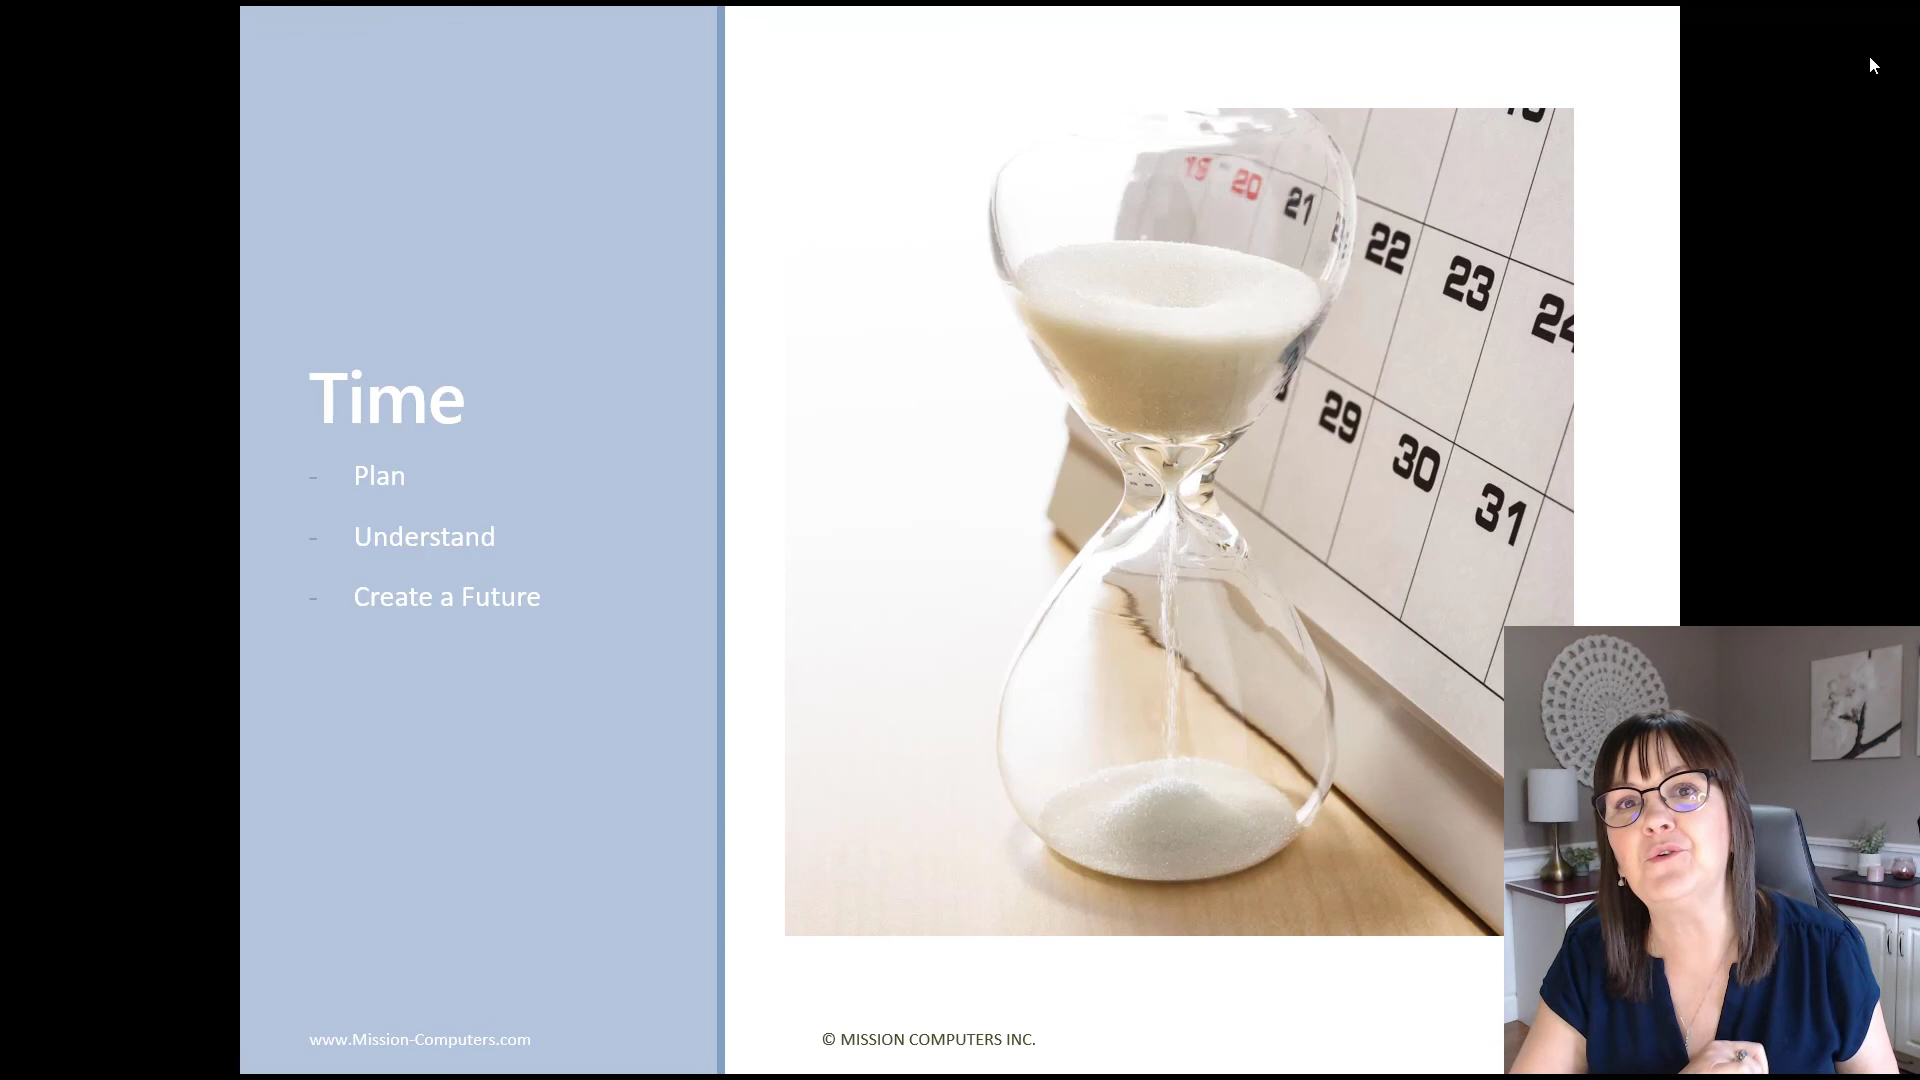 Time
- Plan
- Understand
- Create a Future
19 20 21
22 23 24
29 30 31
www.Mission-Computers.com
© MISSION COMPUTERS INC.